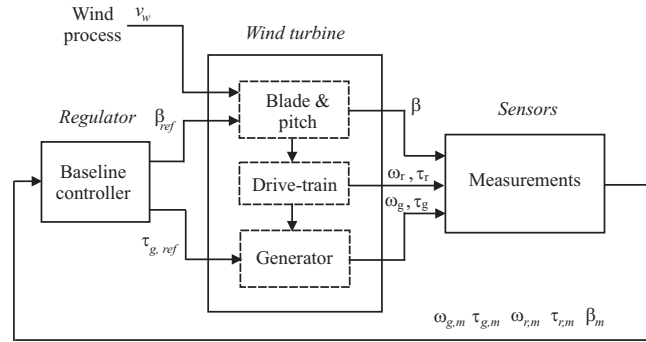 Wind process
v_w
Wind turbine
Blade & pitch
β
Sensors
Regulator
β_ref
Baseline controller
Drive-train
ω_r , τ_r
Measurements
ω_g , τ_g
τ_g, ref
Generator
ω_g,m τ_g,m ω_r,m τ_r,m β_m